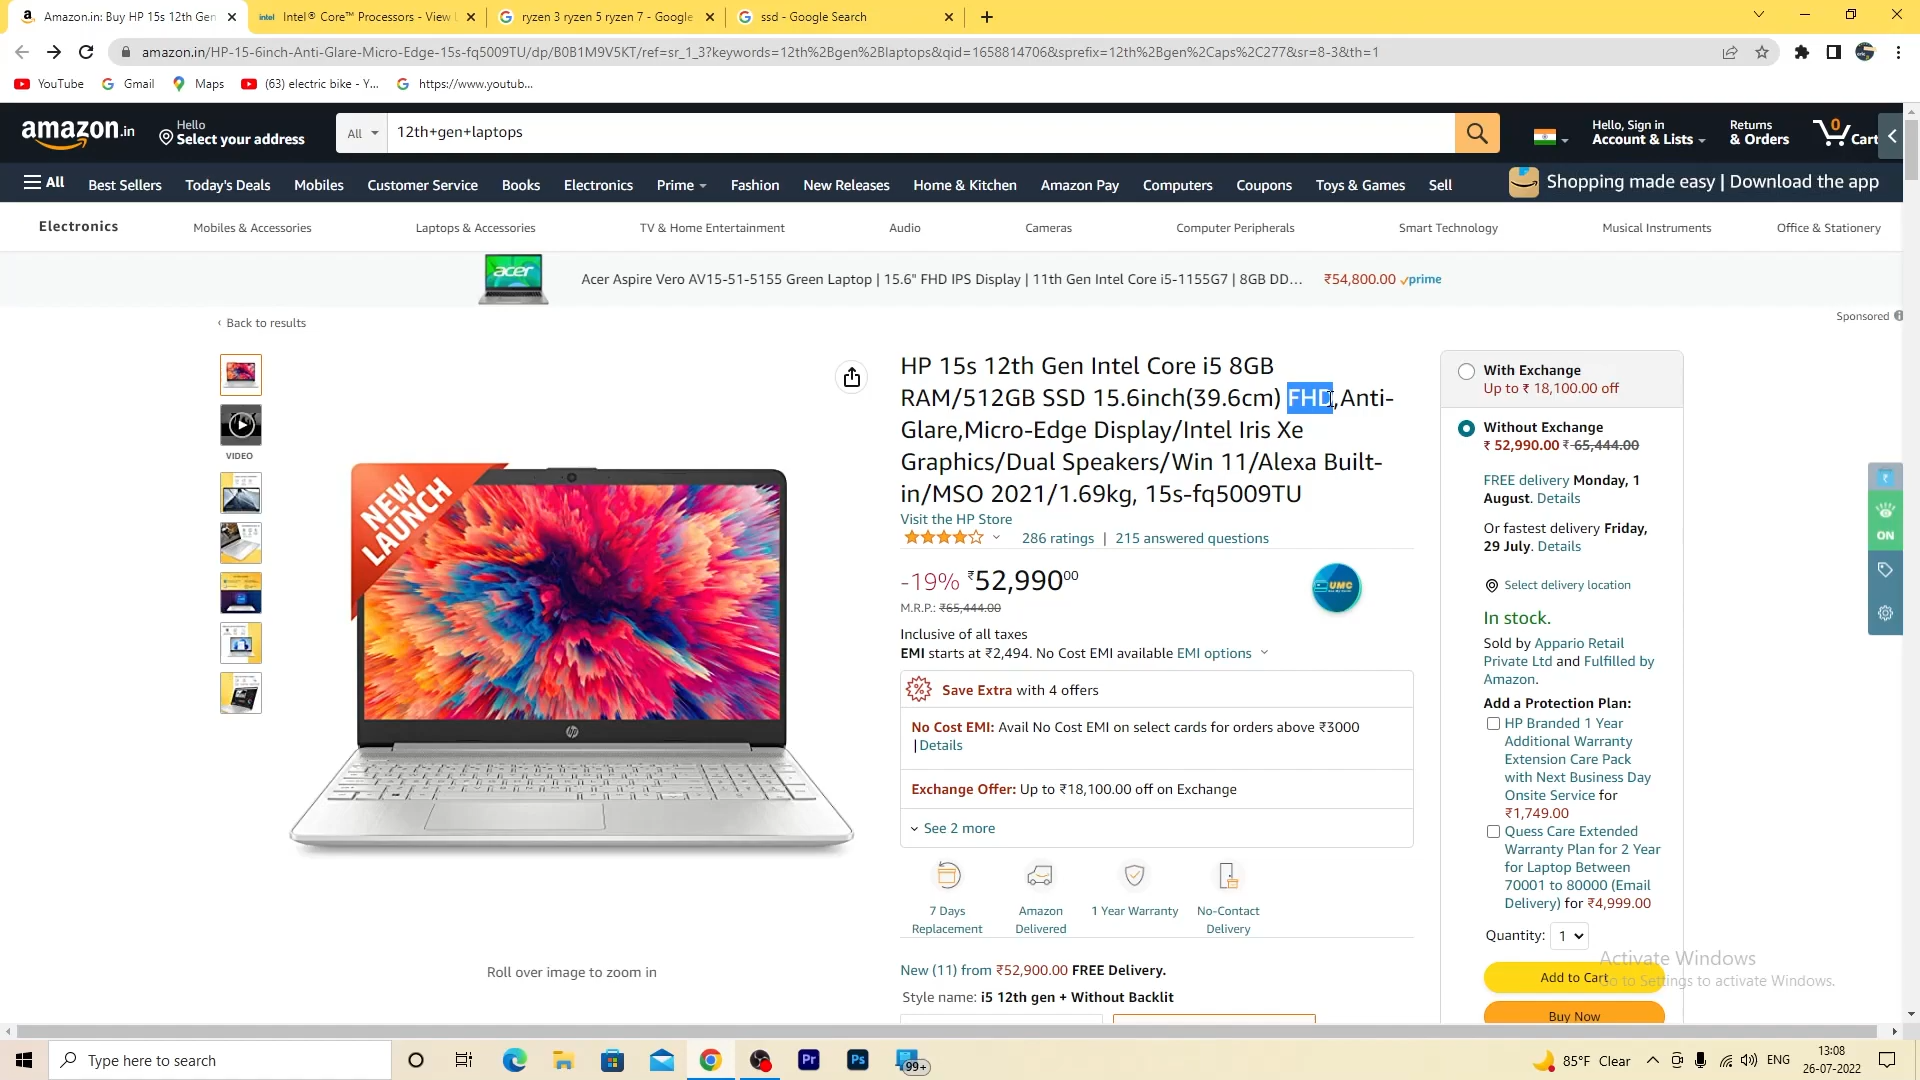 Amazon.in: Buy HP 15s 12th Gen
intel Intel® Core™ Processors - View L
ryzen 3 ryzen 5 ryzen 7 - Google
ssd - Google Search
amazon.in/HP-15-6inch-Anti-Glare-Micro-Edge-15s-fq5009TU/dp/B0B1M9V5KT/ref=sr_1_3?keywords=12th%2Bgen%2Blaptops&qid=1658814706&sprefix=12th%2Bgen%2Caps%2C277&sr=8-3&th=1
YouTube
Gmail
Maps
(63) electric bike - Y...
https://www.youtub...
amazon.in
Hello
Select your address
All
12th+gen+laptops
Hello, Sign in
Account & Lists
Returns
& Orders
0
Cart
All
Best Sellers
Today's Deals
Mobiles
Customer Service
Books
Electronics
Prime
Fashion
New Releases
Home & Kitchen
Amazon Pay
Computers
Coupons
Toys & Games
Sell
Shopping made easy | Download the app
Electronics
Mobiles & Accessories
Laptops & Accessories
TV & Home Entertainment
Audio
Cameras
Computer Peripherals
Smart Technology
Musical Instruments
Office & Stationery
acer
Acer Aspire Vero AV15-51-5155 Green Laptop | 15.6" FHD IPS Display | 11th Gen Intel Core i5-1155G7 | 8GB DD...
₹54,800.00 prime
Sponsored
‹ Back to results
VIDEO
NEW
LAUNCH
hp
Roll over image to zoom in
HP 15s 12th Gen Intel Core i5 8GB
RAM/512GB SSD 15.6inch(39.6cm) FHD,Anti-
Glare,Micro-Edge Display/Intel Iris Xe
Graphics/Dual Speakers/Win 11/Alexa Built-
in/MSO 2021/1.69kg, 15s-fq5009TU
Visit the HP Store
286 ratings | 215 answered questions
-19% ₹52,99000
M.R.P.: ₹65,444.00
UMC
Inclusive of all taxes
EMI starts at ₹2,494. No Cost EMI available EMI options
Save Extra with 4 offers
No Cost EMI: Avail No Cost EMI on select cards for orders above ₹3000
|Details
Exchange Offer: Up to ₹18,100.00 off on Exchange
See 2 more
7 Days
Replacement
Amazon
Delivered
1 Year Warranty
No-Contact
Delivery
New (11) from ₹52,900.00 FREE Delivery.
Style name: i5 12th gen + Without Backlit
With Exchange
Up to ₹ 18,100.00 off
Without Exchange
₹ 52,990.00 ₹ 65,444.00
FREE delivery Monday, 1
August. Details
Or fastest delivery Friday,
29 July. Details
Select delivery location
In stock.
Sold by Appario Retail
Private Ltd and Fulfilled by
Amazon.
Add a Protection Plan:
HP Branded 1 Year
Additional Warranty
Extension Care Pack
with Next Business Day
Onsite Service for
₹1,749.00
Quess Care Extended
Warranty Plan for 2 Year
for Laptop Between
70001 to 80000 (Email
Delivery) for ₹4,999.00
Quantity: 1
Add to Cart
Buy Now
ON
Activate Windows
Go to Settings to activate Windows.
Type here to search
Pr
Ps
99+
85°F Clear
ENG
13:08
26-07-2022